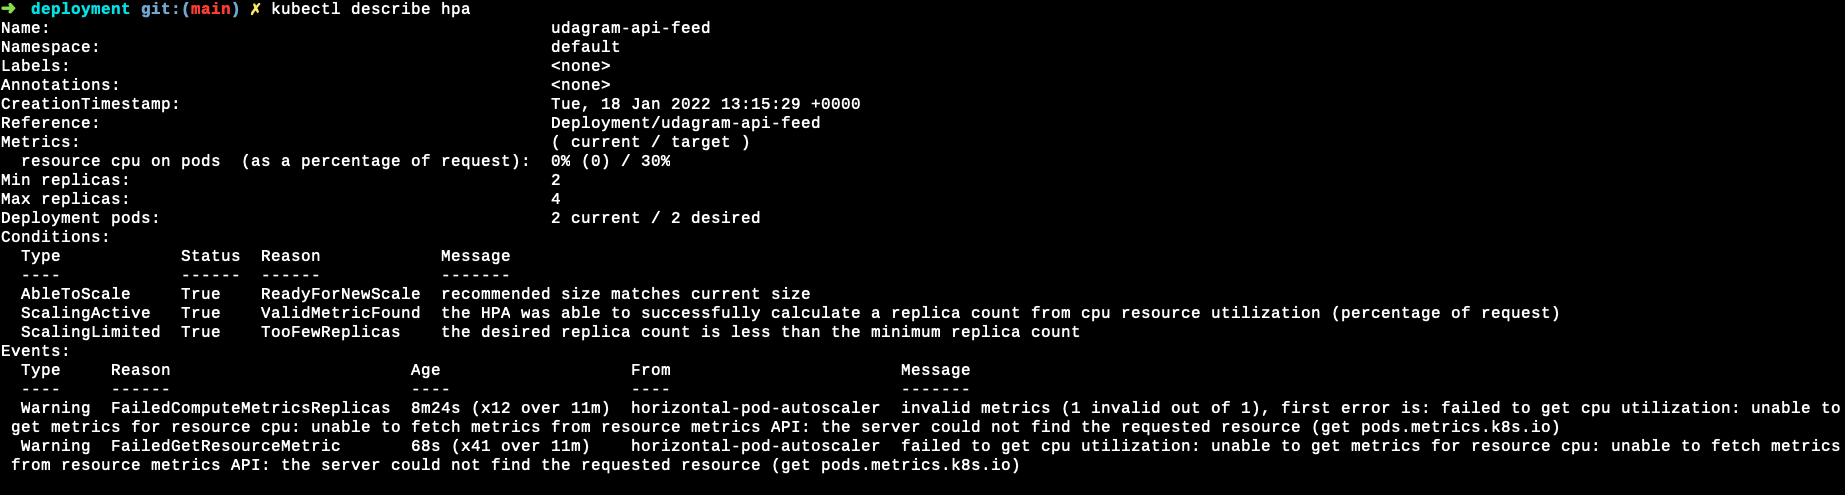 ➜  deployment git:(main) ✗ kubectl describe hpa
Name:                                                  udagram-api-feed
Namespace:                                             default
Labels:                                                <none>
Annotations:                                           <none>
CreationTimestamp:                                     Tue, 18 Jan 2022 13:15:29 +0000
Reference:                                             Deployment/udagram-api-feed
Metrics:                                               ( current / target )
  resource cpu on pods  (as a percentage of request):  0% (0) / 30%
Min replicas:                                          2
Max replicas:                                          4
Deployment pods:                                       2 current / 2 desired
Conditions:
  Type            Status  Reason            Message
  ----            ------  ------            -------
  AbleToScale     True    ReadyForNewScale  recommended size matches current size
  ScalingActive   True    ValidMetricFound  the HPA was able to successfully calculate a replica count from cpu resource utilization (percentage of request)
  ScalingLimited  True    TooFewReplicas    the desired replica count is less than the minimum replica count
Events:
  Type     Reason                        Age                   From                       Message
  ----     ------                        ----                  ----                       -------
  Warning  FailedComputeMetricsReplicas  8m24s (x12 over 11m)  horizontal-pod-autoscaler  invalid metrics (1 invalid out of 1), first error is: failed to get cpu utilization: unable to
 get metrics for resource cpu: unable to fetch metrics from resource metrics API: the server could not find the requested resource (get pods.metrics.k8s.io)
  Warning  FailedGetResourceMetric       68s (x41 over 11m)    horizontal-pod-autoscaler  failed to get cpu utilization: unable to get metrics for resource cpu: unable to fetch metrics
 from resource metrics API: the server could not find the requested resource (get pods.metrics.k8s.io)